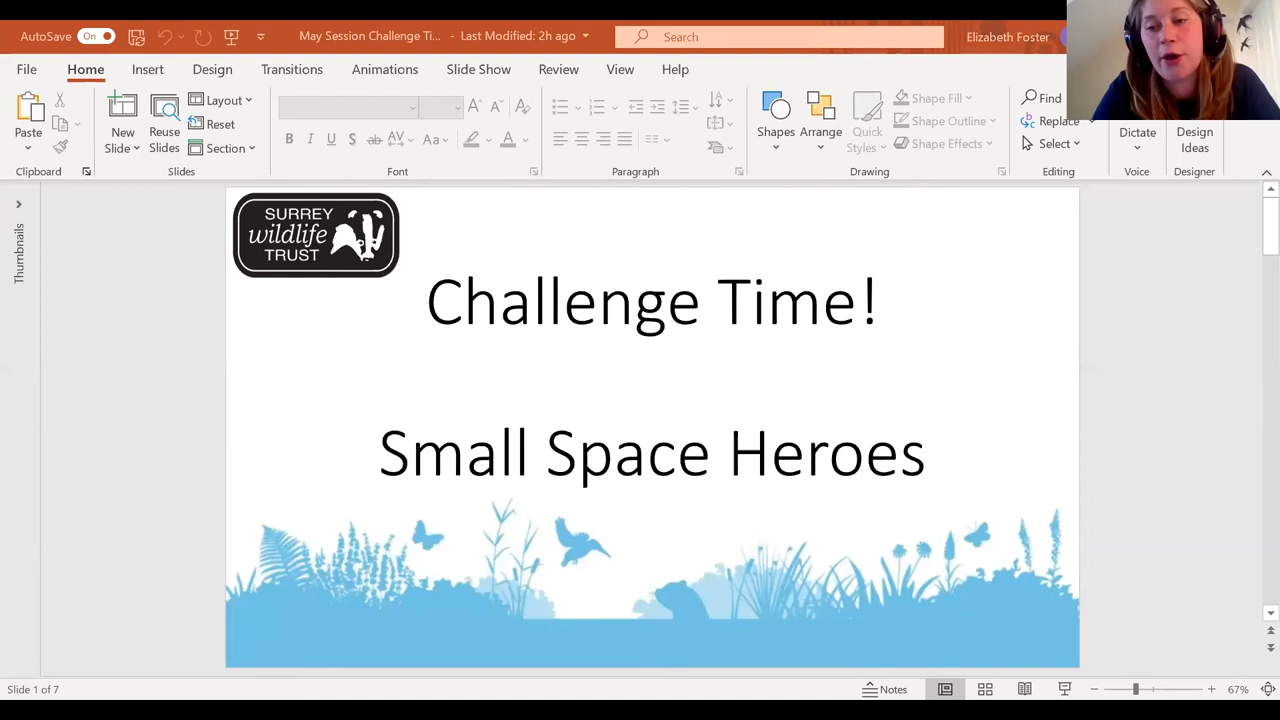 AutoSave On
May Session Challenge Ti... - Last Modified: 2h ago
Search
Elizabeth Foster
File Home Insert Design Transitions Animations Slide Show Review View Help
Paste
Clipboard
New Slide
Reuse Slides
Layout
Reset
Section
Slides
B I U S ab AV Aa A
Font
Paragraph
Shapes
Arrange
Quick Styles
Shape Fill
Shape Outline
Shape Effects
Drawing
Find
Replace
Select
Editing
Dictate
Voice
Design Ideas
Designer
Thumbnails
SURREY
wildlife
TRUST
Challenge Time!
Small Space Heroes
Slide 1 of 7
Notes
67%